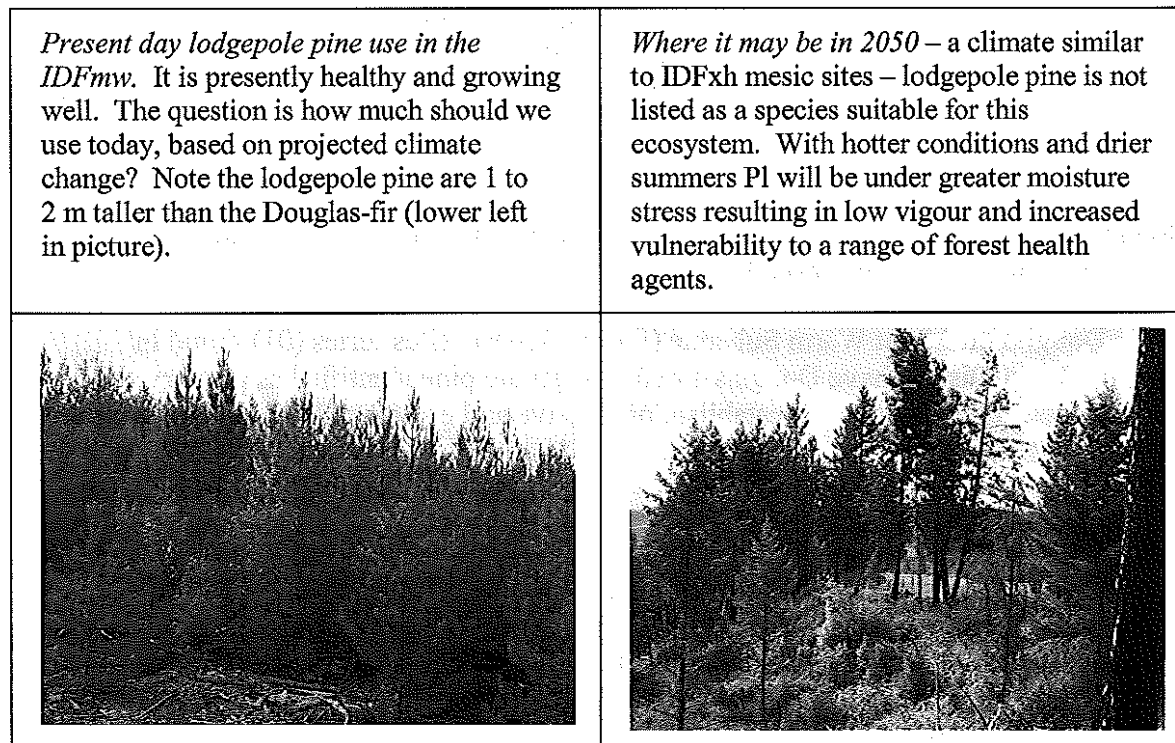 Present day lodgepole pine use in the
IDFmw. It is presently healthy and growing
well. The question is how much should we
use today, based on projected climate
change? Note the lodgepole pine are 1 to
2 m taller than the Douglas-fir (lower left
in picture).
Where it may be in 2050 – a climate similar
to IDFxh mesic sites – lodgepole pine is not
listed as a species suitable for this
ecosystem. With hotter conditions and drier
summers Pl will be under greater moisture
stress resulting in low vigour and increased
vulnerability to a range of forest health
agents.